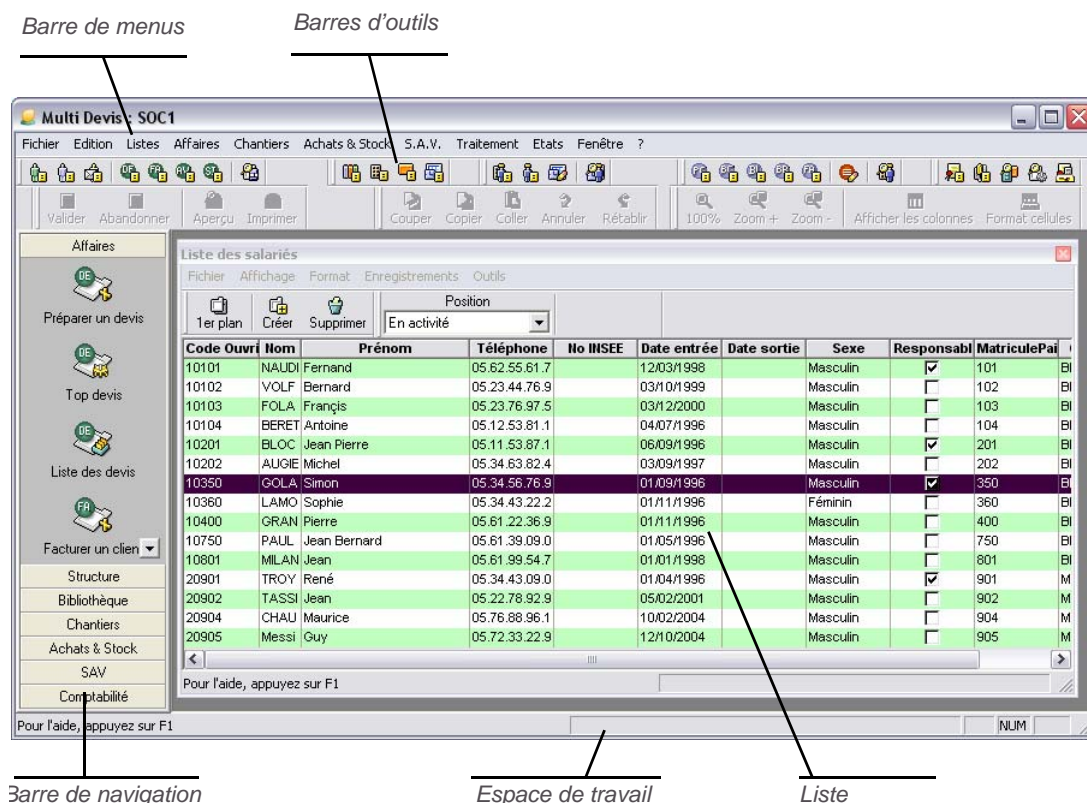 Barre de menus
Barres d'outils
Multi Devis : SOC1
Fichier Edition Listes Affaires Chantiers Achats & Stock S.A.V. Traitement Etats Fenêtre ?
Valider Abandonner Aperçu Imprimer Couper Copier Coller Annuler Rétablir 100% Zoom + Zoom - Afficher les colonnes Format cellules
Affaires
Préparer un devis
Top devis
Liste des devis
Facturer un clien
Structure
Bibliothèque
Chantiers
Achats & Stock
SAV
Comptabilité
Liste des salariés
Fichier Affichage Format Enregistrements Outils
1er plan Créer Supprimer Position
En activité
Code Ouvri Nom Prénom Téléphone No INSEE Date entrée Date sortie Sexe Responsabl MatriculePai
10101 NAUDI Fernand 05.62.55.61.7 12/03/1998 Masculin 101 BI
10102 VOLF Bernard 05.23.44.76.9 03/10/1999 Masculin 102 BI
10103 FOLA Françis 05.23.76.97.5 03/12/2000 Masculin 103 BI
10104 BERET Antoine 05.12.53.81.1 04/07/1996 Masculin 104 BI
10201 BLOC Jean Pierre 05.11.53.87.1 06/09/1996 Masculin 201 BI
10202 AUGIE Michel 05.34.63.82.4 03/09/1997 Masculin 202 BI
10350 GOLA Simon 05.34.56.76.9 01/09/1996 Masculin 350 BI
10360 LAMO Sophie 05.34.43.22.2 01/11/1996 Féminin 360 BI
10400 GRAN Pierre 05.61.22.36.9 01/11/1996 Masculin 400 BI
10750 PAUL Jean Bernard 05.61.39.09.0 01/05/1996 Masculin 750 BI
10801 MILAN Jean 05.61.99.54.7 01/01/1998 Masculin 801 BI
20901 TROY René 05.34.43.09.0 01/04/1996 Masculin 901 M
20902 TASSI Jean 05.22.78.92.9 05/02/2001 Masculin 902 M
20904 CHAU Maurice 05.76.88.96.1 10/02/2004 Masculin 904 M
20905 Messi Guy 05.72.33.22.9 12/10/2004 Masculin 905 M
Pour l'aide, appuyez sur F1
Pour l'aide, appuyez sur F1 NUM
Barre de navigation
Espace de travail
Liste